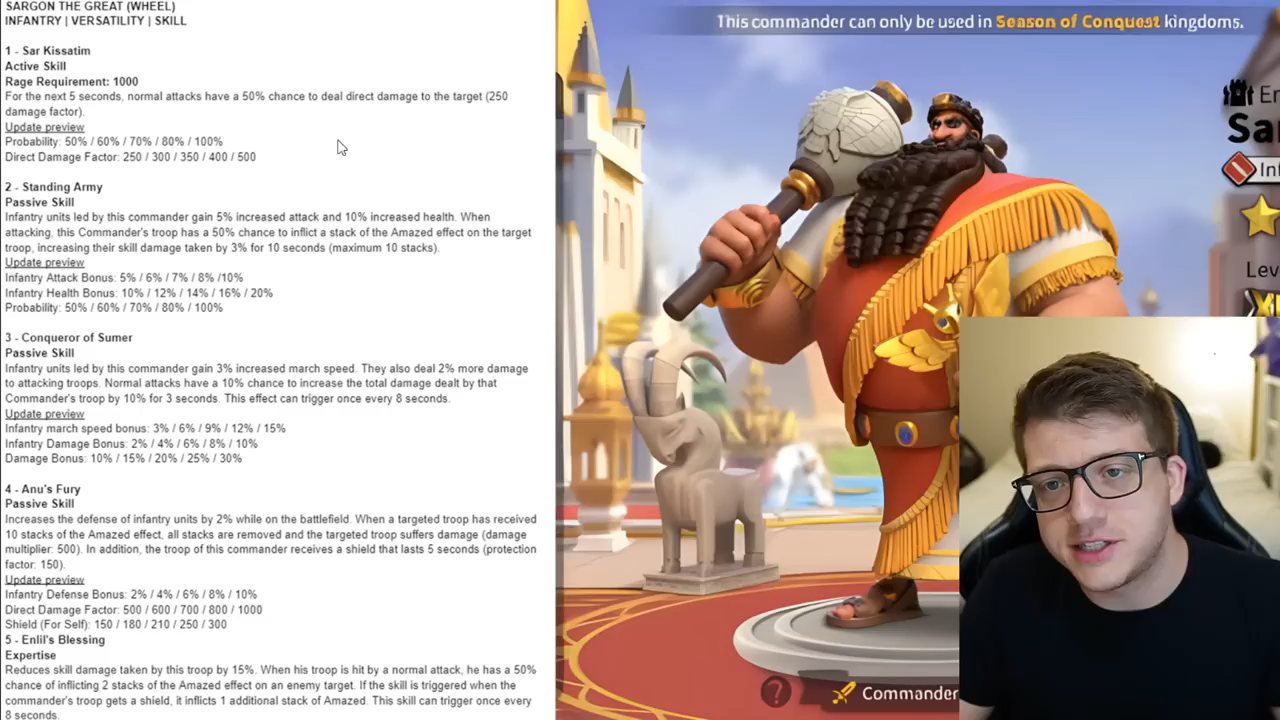 SARGON THE GREAT (WHEEL)
INFANTRY | VERSATILITY | SKILL
1 - Sar Kissatim
Active Skill
Rage Requirement: 1000
For the next 5 seconds, normal attacks have a 50% chance to deal direct damage to the target (250
damage factor).
Update preview
Probability: 50% / 60% / 70% / 80% / 100%
Direct Damage Factor: 250 / 300 / 350 / 400 / 500
2 - Standing Army
Passive Skill
Infantry units led by this commander gain 5% increased attack and 10% increased health. When
attacking, this Commander's troop has a 50% chance to inflict a stack of the Amazed effect on the target
troop, increasing their skill damage taken by 3% for 10 seconds (maximum 10 stacks).
Update preview
Infantry Attack Bonus: 5% / 6% / 7% / 8% /10%
Infantry Health Bonus: 10% / 12% / 14% / 16% / 20%
Probability: 50% / 60% / 70% / 80% / 100%
3 - Conqueror of Sumer
Passive Skill
Infantry units led by this commander gain 3% increased march speed. They also deal 2% more damage
to attacking troops. Normal attacks have a 10% chance to increase the total damage dealt by that
Commander's troop by 10% for 3 seconds. This effect can trigger once every 8 seconds.
Update preview
Infantry march speed bonus: 3% / 6% / 9% / 12% / 15%
Infantry Damage Bonus: 2% / 4% / 6% / 8% / 10%
Damage Bonus: 10% / 15% / 20% / 25% / 30%
4 - Anu's Fury
Passive Skill
Increases the defense of infantry units by 2% while on the battlefield. When a targeted troop has received
10 stacks of the Amazed effect, all stacks are removed and the targeted troop suffers damage (damage
multiplier: 500). In addition, the troop of this commander receives a shield that lasts 5 seconds (protection
factor: 150).
Update preview
Infantry Defense Bonus: 2% / 4% / 6% / 8% / 10%
Direct Damage Factor: 500 / 600 / 700 / 800 / 1000
Shield (For Self): 150 / 180 / 210 / 250 / 300
5 - Enlil's Blessing
Expertise
Reduces skill damage taken by this troop by 15%. When his troop is hit by a normal attack, he has a 50%
chance of inflicting 2 stacks of the Amazed effect on an enemy target. If the skill is triggered when the
commander's troop gets a shield, it inflicts 1 additional stack of Amazed. This skill can trigger once every
8 seconds.
This commander can only be used in Season of Conquest kingdoms.
Sa
Int
Lev
? Commander